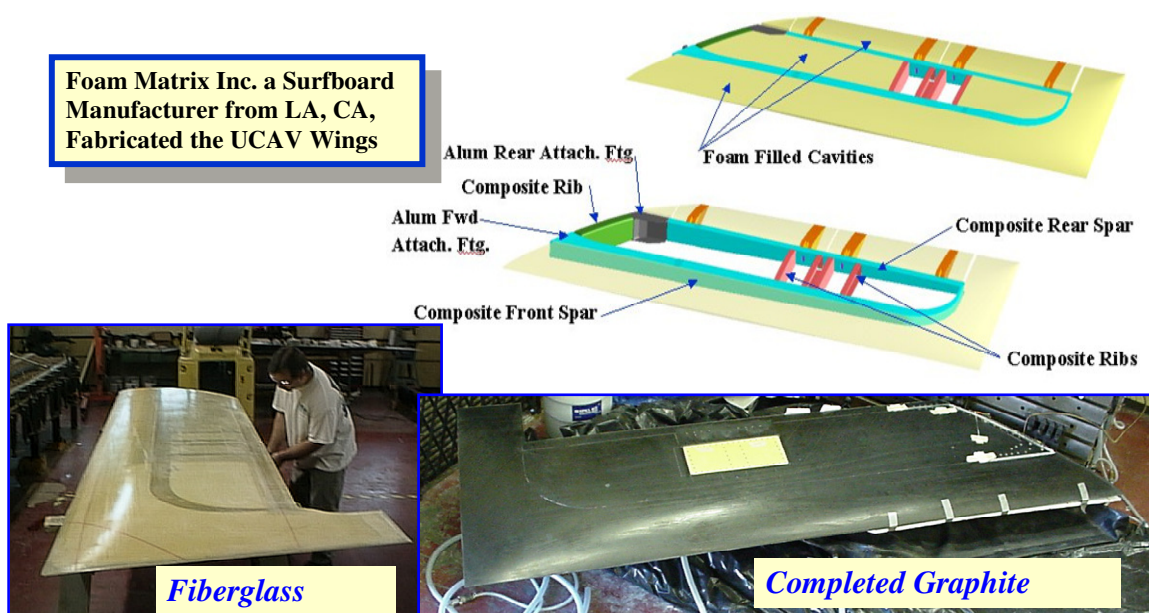 Foam Matrix Inc. a Surfboard
Manufacturer from LA, CA,
Fabricated the UCAV Wings
Foam Filled Cavities
Alum Rear Attach. Ftg
Composite Rib
Alum Fwd
Attach. Ftg.
Composite Rear Spar
Composite Front Spar
Composite Ribs
Fiberglass
Completed Graphite